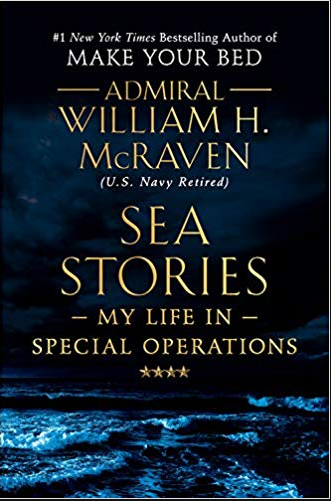 #1 New York Times Bestselling Author of
MAKE YOUR BED
ADMIRAL
WILLIAM H.
McRAVEN
(U.S. Navy Retired)
SEA
STORIES
– MY LIFE IN –
SPECIAL OPERATIONS